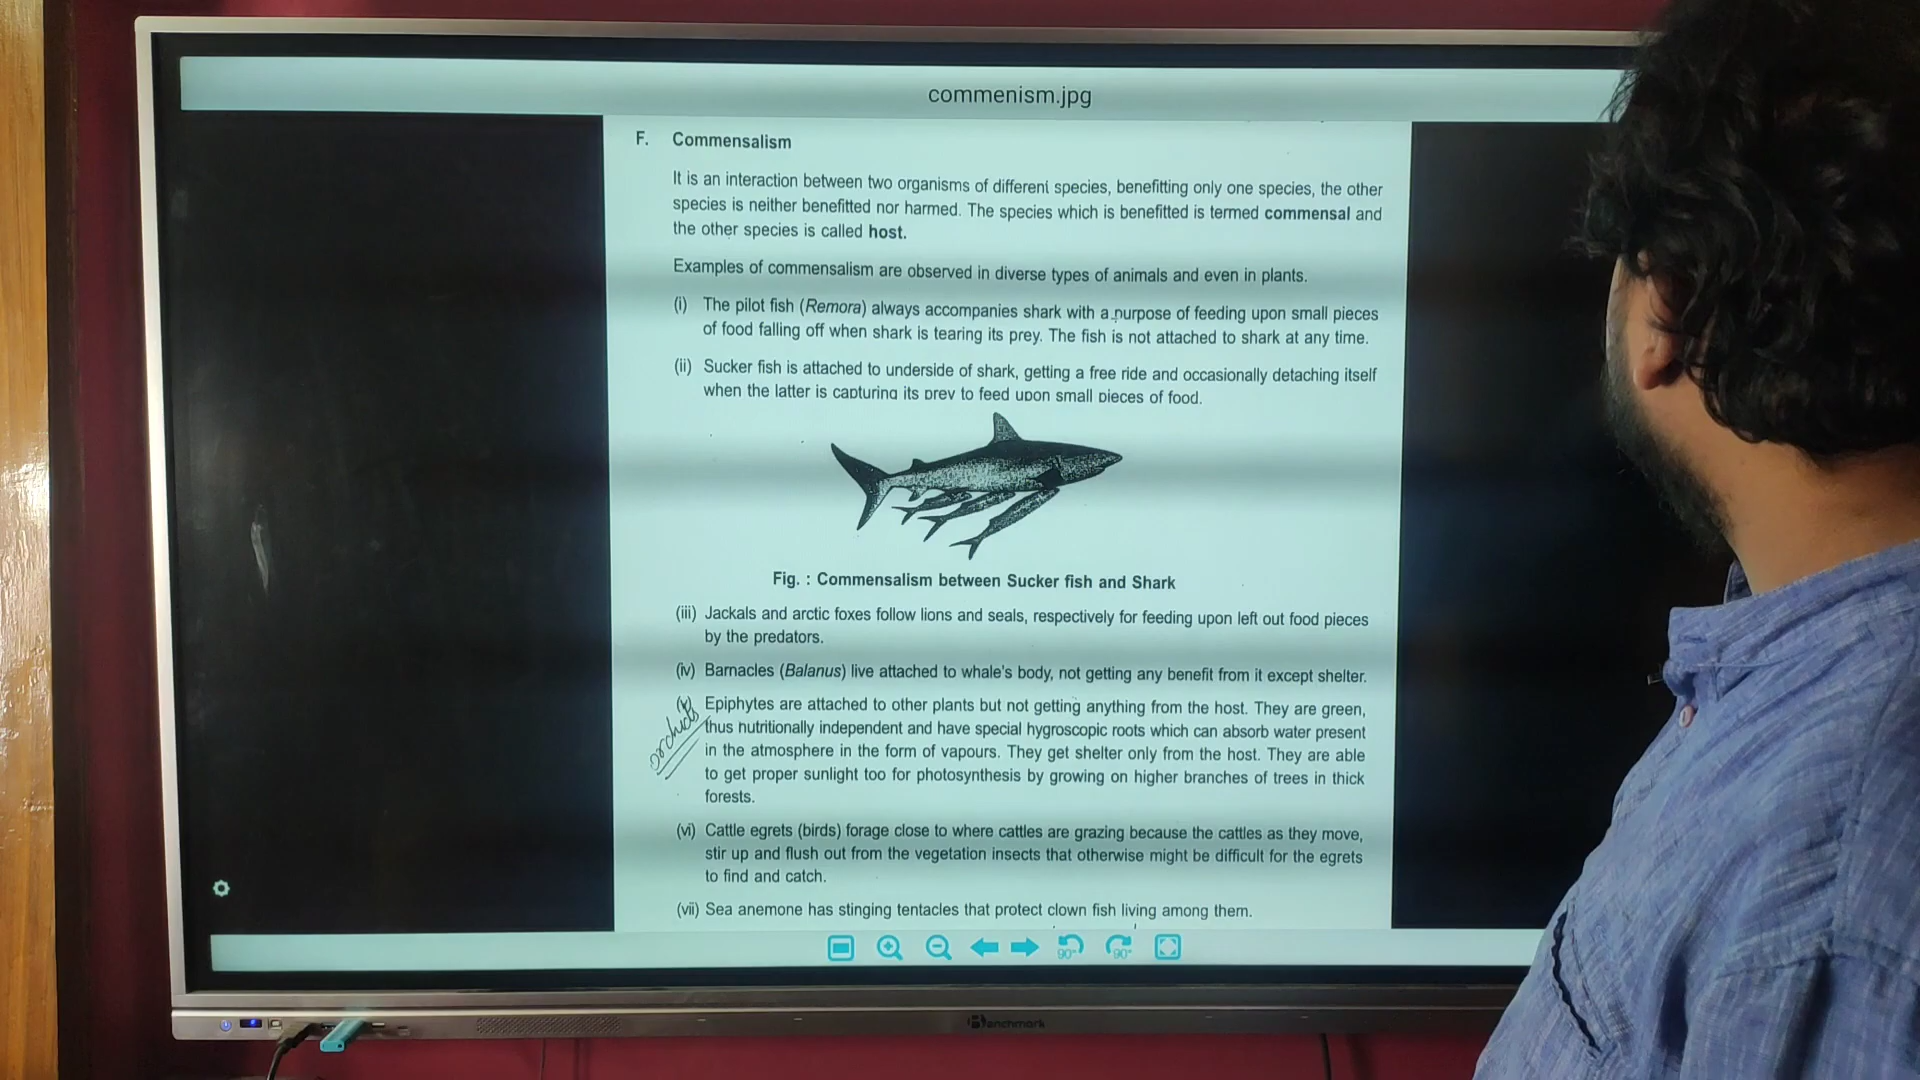 commenism.jpg
F. Commensalism
It is an interaction between two organisms of different species, benefitting only one species, the other
species is neither benefitted nor harmed. The species which is benefitted is termed commensal and
the other species is called host.
Examples of commensalism are observed in diverse types of animals and even in plants.
(i) The pilot fish (Remora) always accompanies shark with a purpose of feeding upon small pieces
of food falling off when shark is tearing its prey. The fish is not attached to shark at any time.
(ii) Sucker fish is attached to underside of shark, getting a free ride and occasionally detaching itself
when the latter is capturing its prey to feed upon small pieces of food.
Fig. : Commensalism between Sucker fish and Shark
(iii) Jackals and arctic foxes follow lions and seals, respectively for feeding upon left out food pieces
by the predators.
(iv) Barnacles (Balanus) live attached to whale's body, not getting any benefit from it except shelter.
(v) Epiphytes are attached to other plants but not getting anything from the host. They are green,
orchids
thus nutritionally independent and have special hygroscopic roots which can absorb water present
in the atmosphere in the form of vapours. They get shelter only from the host. They are able
to get proper sunlight too for photosynthesis by growing on higher branches of trees in thick
forests.
(vi) Cattle egrets (birds) forage close to where cattles are grazing because the cattles as they move,
stir up and flush out from the vegetation insects that otherwise might be difficult for the egrets
to find and catch.
(vii) Sea anemone has stinging tentacles that protect clown fish living among them.
90° 90°
Benchmark